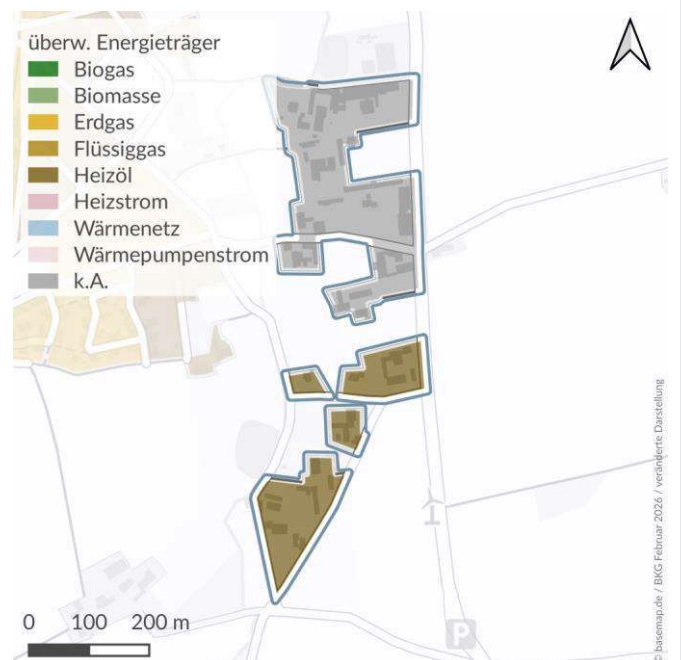 überw. Energieträger
Biogas
Biomasse
Erdgas
Flüssiggas
Heizöl
Heizstrom
Wärmenetz
Wärmepumpenstrom
k.A.
0 100 200 m
P
© basemap.de / BKG Februar 2026 / veränderte Darstellung